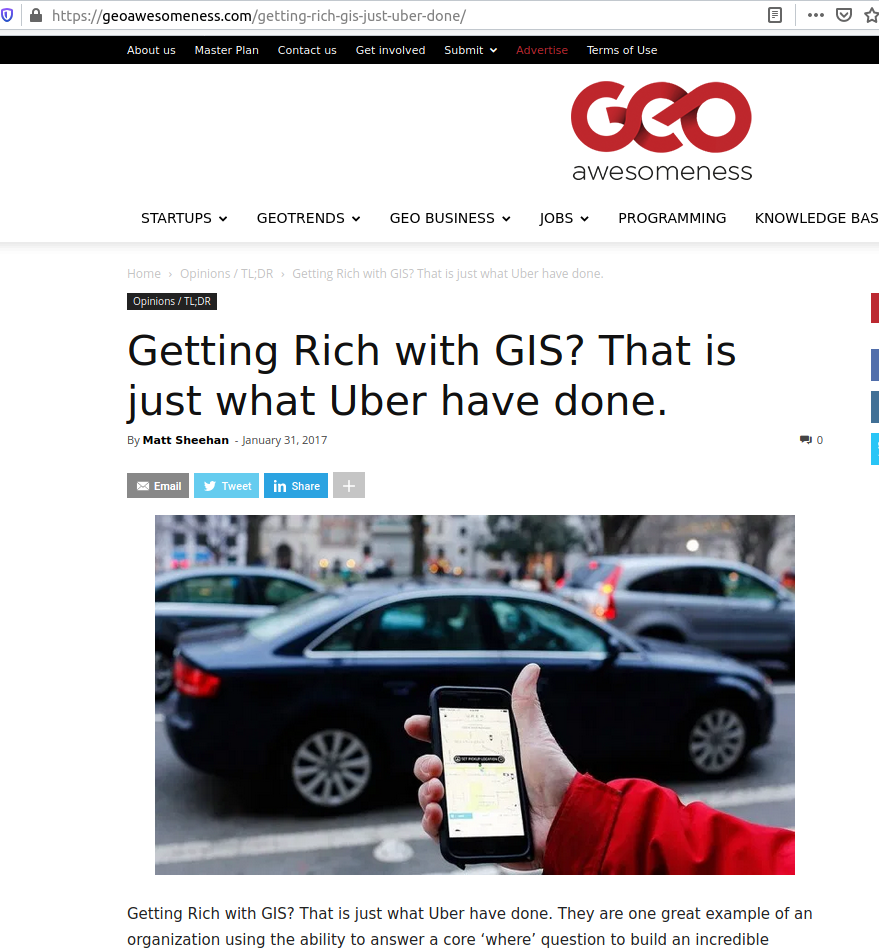 https://geoawesomeness.com/getting-rich-gis-just-uber-done/
About us Master Plan Contact us Get involved Submit Advertise Terms of Use
GEO
awesomeness
STARTUPS GEOTRENDS GEO BUSINESS JOBS PROGRAMMING KNOWLEDGE BAS
Home › Opinions / TL;DR › Getting Rich with GIS? That is just what Uber have done.
Opinions / TL;DR
Getting Rich with GIS? That is
just what Uber have done.
By Matt Sheehan - January 31, 2017 0
Email Tweet in Share +
UBER
SET PICKUP LOCATION
Getting Rich with GIS? That is just what Uber have done. They are one great example of an
organization using the ability to answer a core ‘where’ question to build an incredible